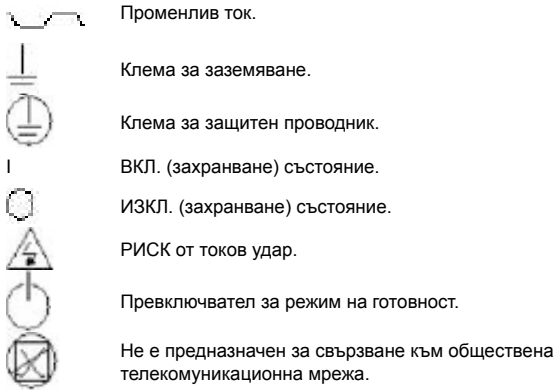 Променлив ток.
Клема за заземяване.
Клема за защитен проводник.
I ВКЛ. (захранване) състояние.
ИЗКЛ. (захранване) състояние.
РИСК от токов удар.
Превключвател за режим на готовност.
Не е предназначен за свързване към обществена
телекомуникационна мрежа.